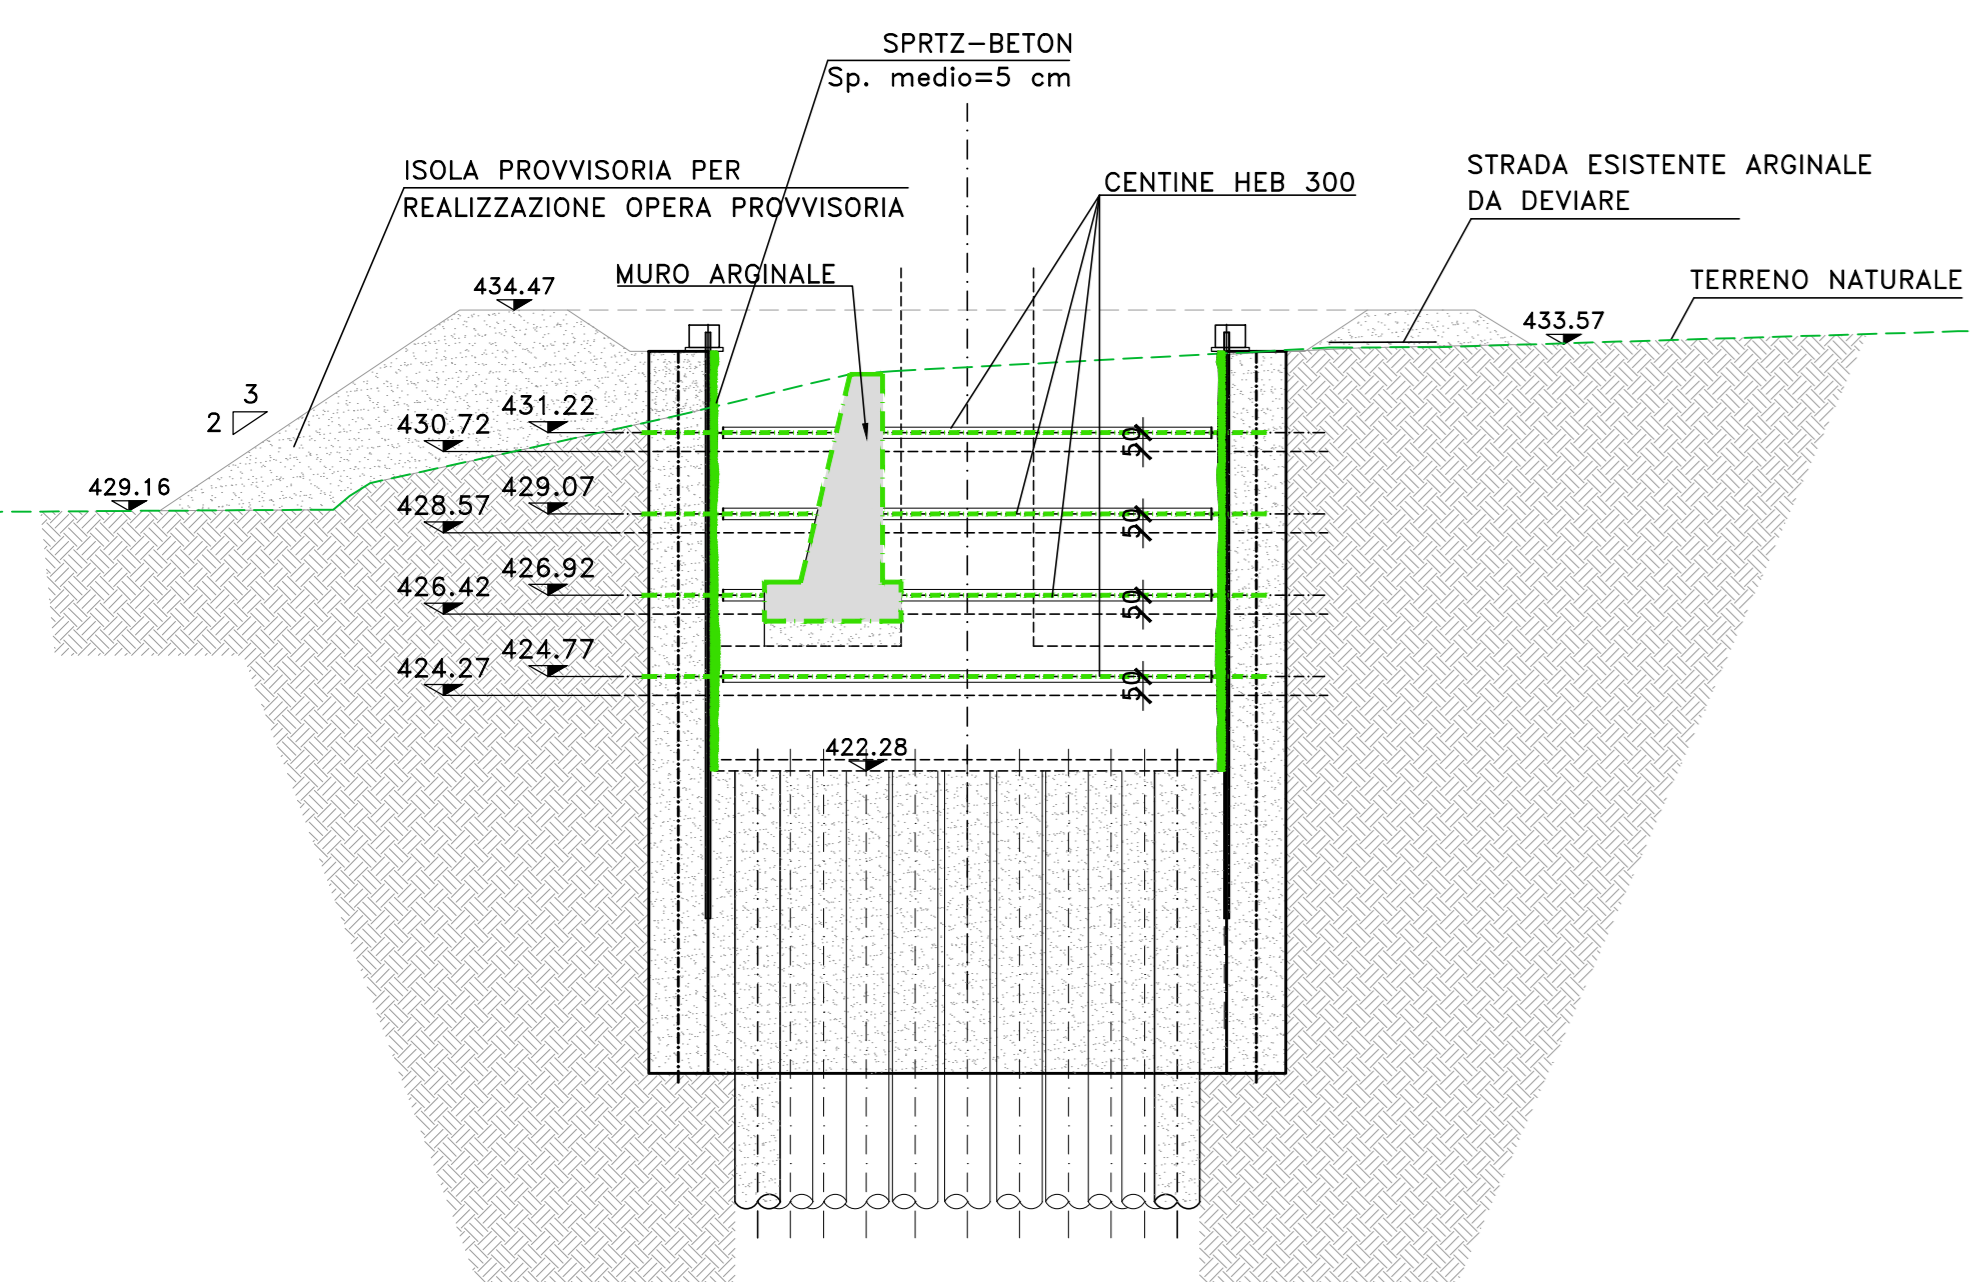 SPRTZ-BETON
Sp. medio=5 cm
ISOLA PROVVISORIA PER
REALIZZAZIONE OPERA PROVVISORIA
CENTINE HEB 300
STRADA ESISTENTE ARGINALE
DA DEVIARE
MURO ARGINALE
TERRENO NATURALE
434.47
433.57
3
2
431.22
430.72
50
429.16
429.07
428.57
50
426.92
426.42
50
424.77
424.27
50
422.28